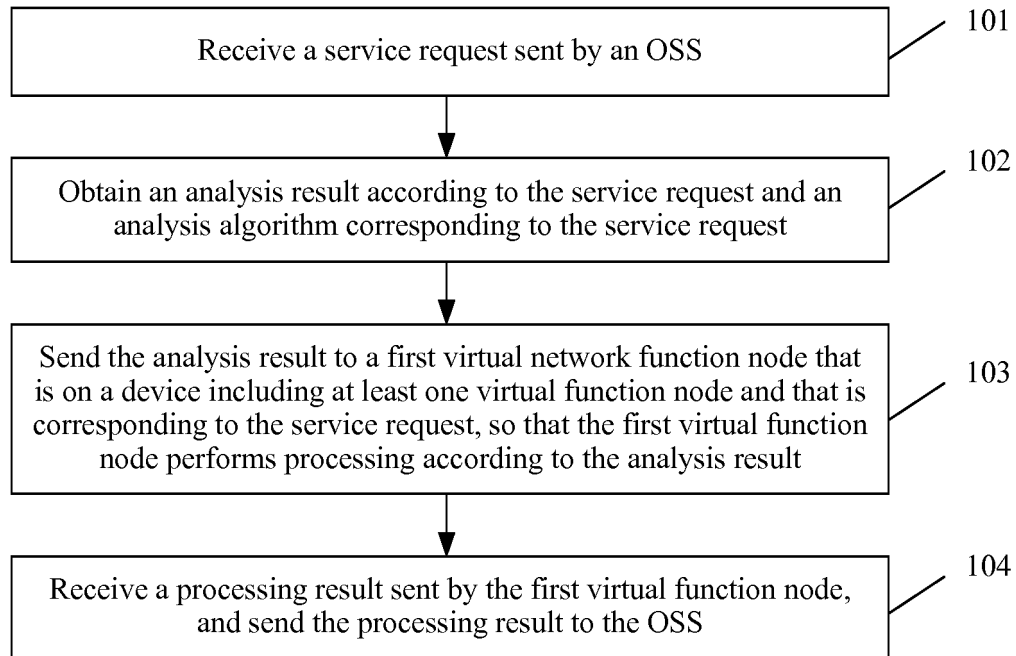 Receive a service request sent by an OSS
101
Obtain an analysis result according to the service request and an
analysis algorithm corresponding to the service request
102
Send the analysis result to a first virtual network function node that
is on a device including at least one virtual function node and that is
corresponding to the service request, so that the first virtual function
node performs processing according to the analysis result
103
Receive a processing result sent by the first virtual function node,
and send the processing result to the OSS
104